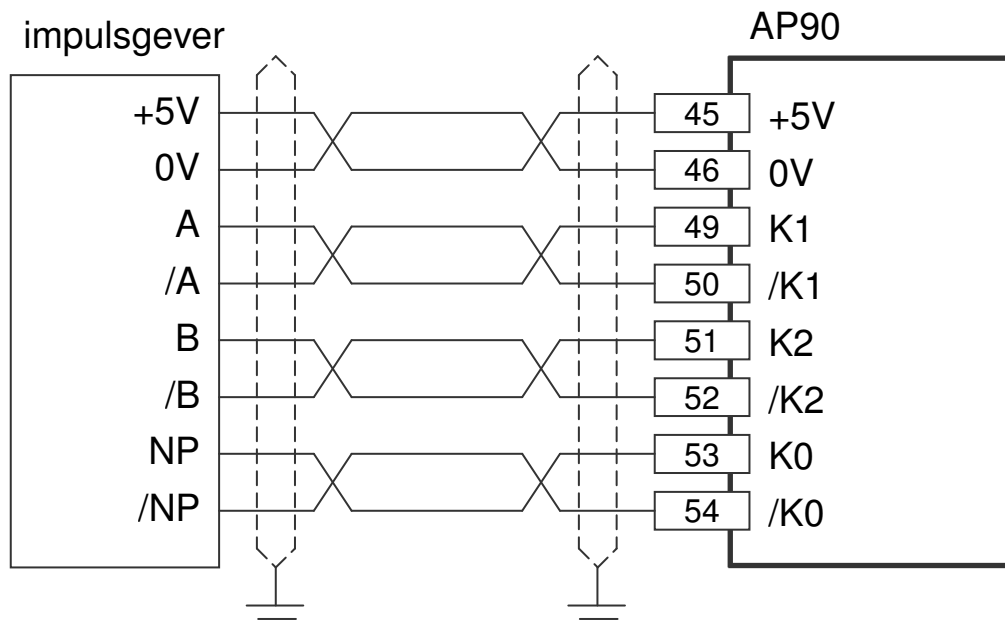 impulsgever
AP90
+5V 45 +5V
0V 46 0V
A 49 K1
/A 50 /K1
B 51 K2
/B 52 /K2
NP 53 K0
/NP 54 /K0